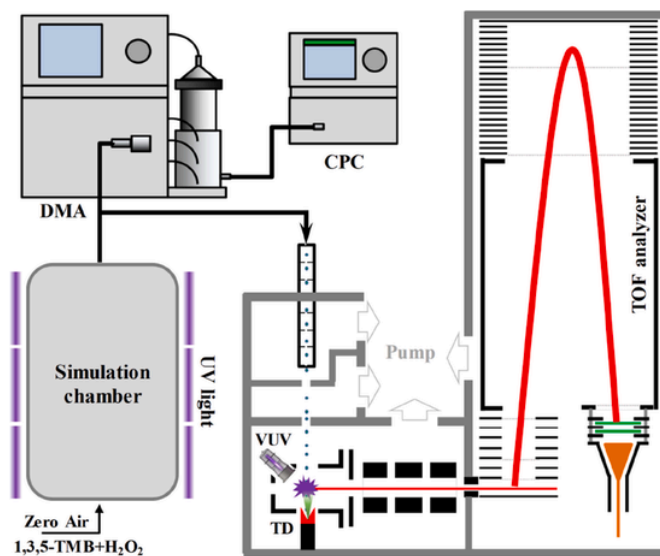 DMA
CPC
Simulation
chamber
UV light
Zero Air
1,3,5-TMB+H₂O₂
Pump
VUV
TD
TOF analyzer